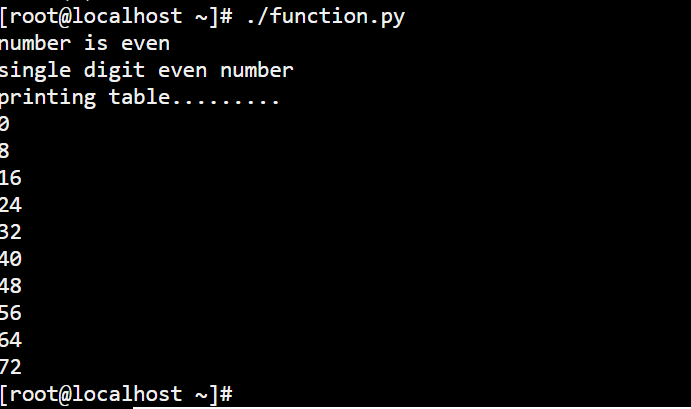 [root@localhost ~]# ./function.py
number is even
single digit even number
printing table.........
0
8
16
24
32
40
48
56
64
72
[root@localhost ~]#